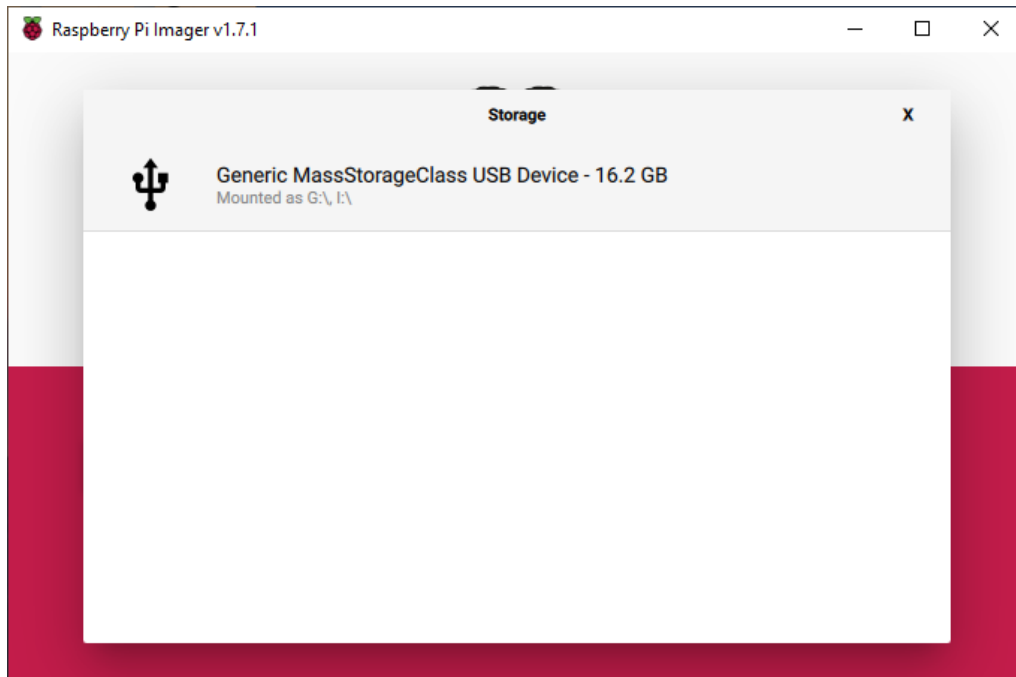 Raspberry Pi Imager v1.7.1
Storage
X
Generic MassStorageClass USB Device - 16.2 GB
Mounted as G:\, I:\